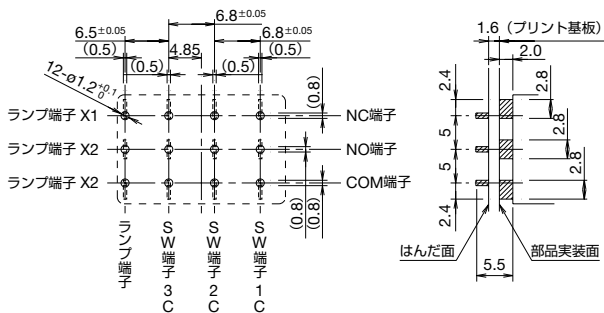 6.8±0.05
6.5±0.05
6.8±0.05
(0.5)
4.85
(0.5)
(0.5)
(0.5)
12-ø1.2+0.1 0
(0.8)
ランプ端子 X1
NC端子
ランプ端子 X2
NO端子
ランプ端子 X2
COM端子
(0.8)
(0.8)
ランプ端子
SW端子3C
SW端子2C
SW端子1C
1.6（プリント基板）
2.0
2.4
2.8
5
2.8
5
2.8
2.4
はんだ面
部品実装面
5.5